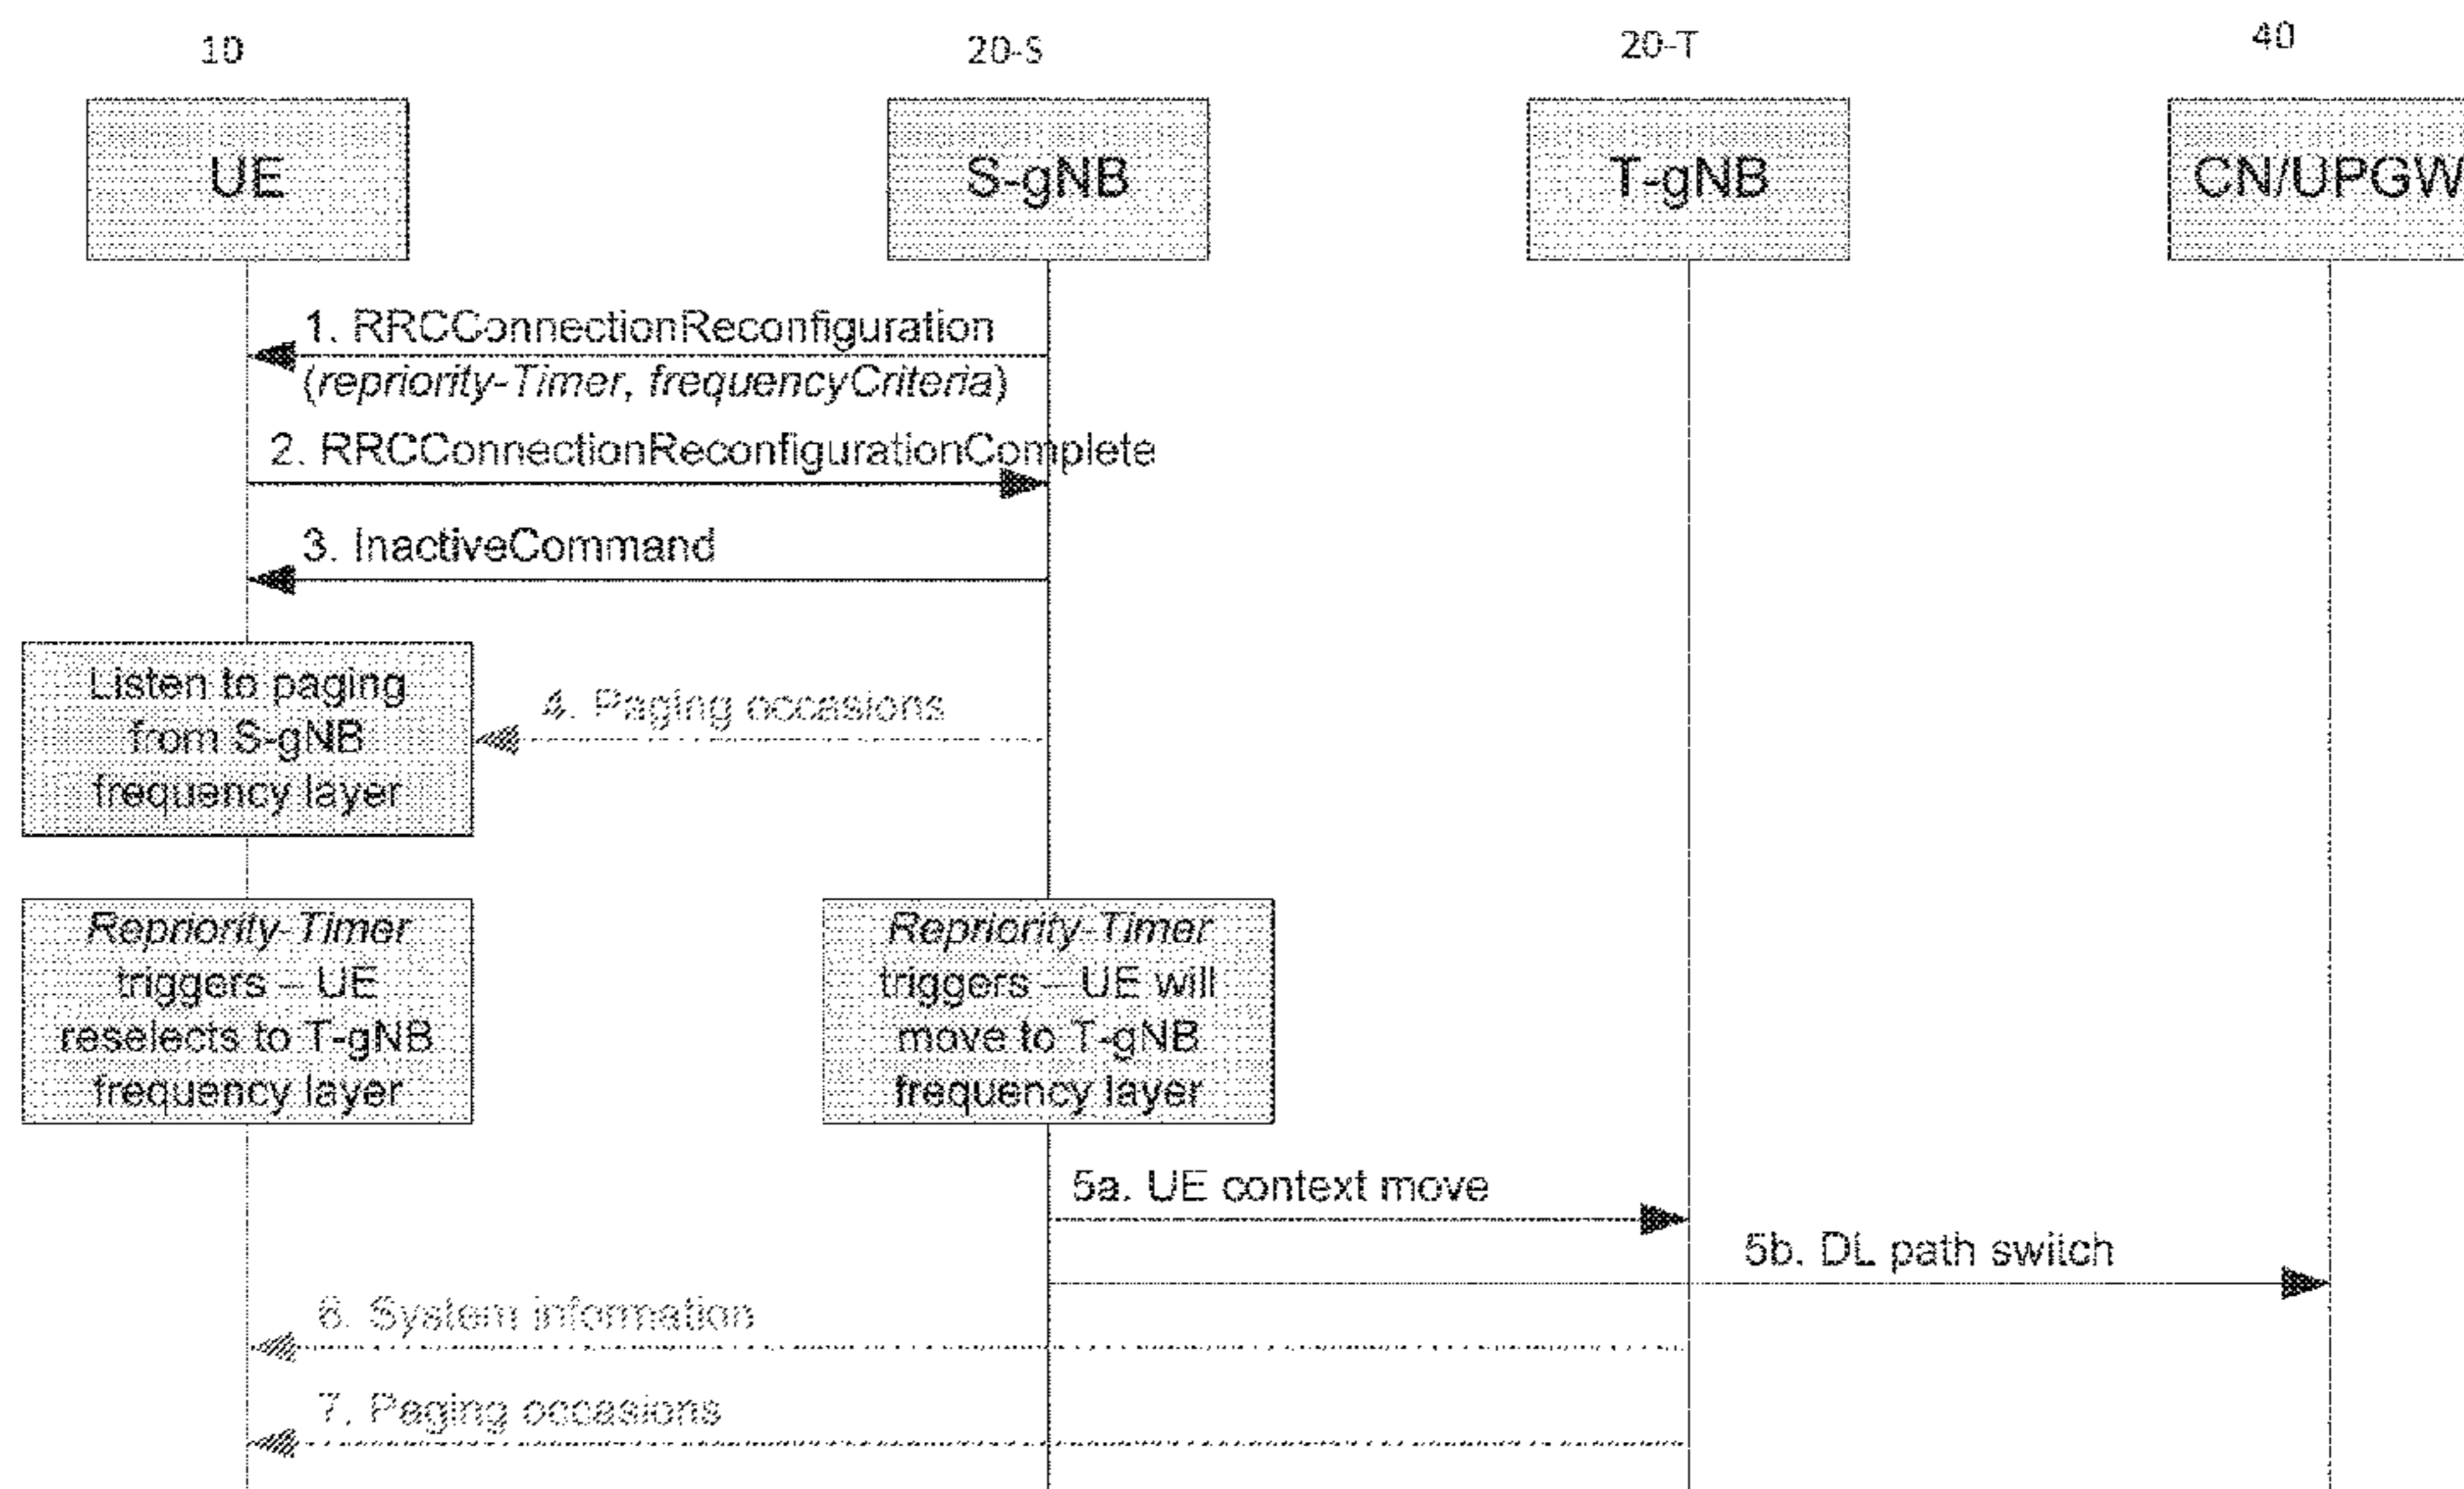 10
20-S
20-T
40
UE
S-gNB
T-gNB
CN/UPGW
1. RRCConnectionReconfiguration
(repriority-Timer, frequencyCriteria)
2. RRCConnectionReconfigurationComplete
3. InactiveCommand
Listen to paging
from S-gNB
frequency layer
4. Paging occasions
Repriority-Timer
triggers – UE
reselects to T-gNB
frequency layer
Repriority-Timer
triggers – UE will
move to T-gNB
frequency layer
5a. UE context move
5b. DL path switch
6. System information
7. Paging occasions